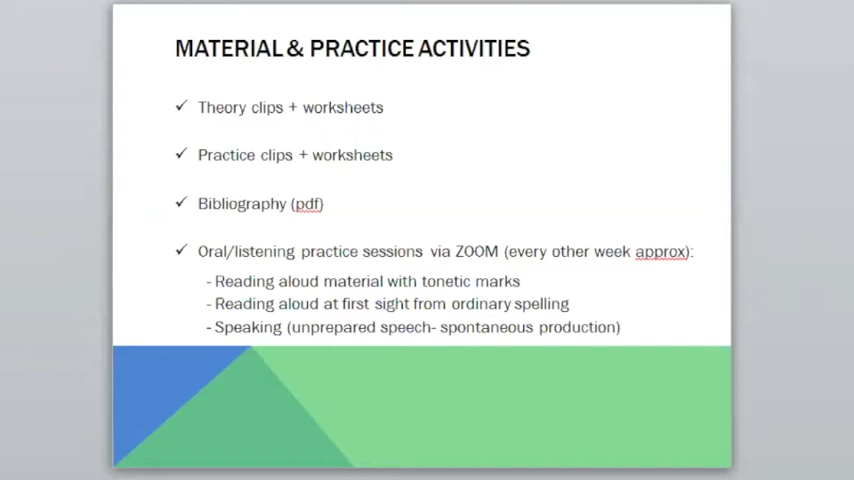 MATERIAL & PRACTICE ACTIVITIES
✓ Theory clips + worksheets
✓ Practice clips + worksheets
✓ Bibliography (pdf)
✓ Oral/listening practice sessions via ZOOM (every other week approx):
- Reading aloud material with tonetic marks
- Reading aloud at first sight from ordinary spelling
- Speaking (unprepared speech- spontaneous production)